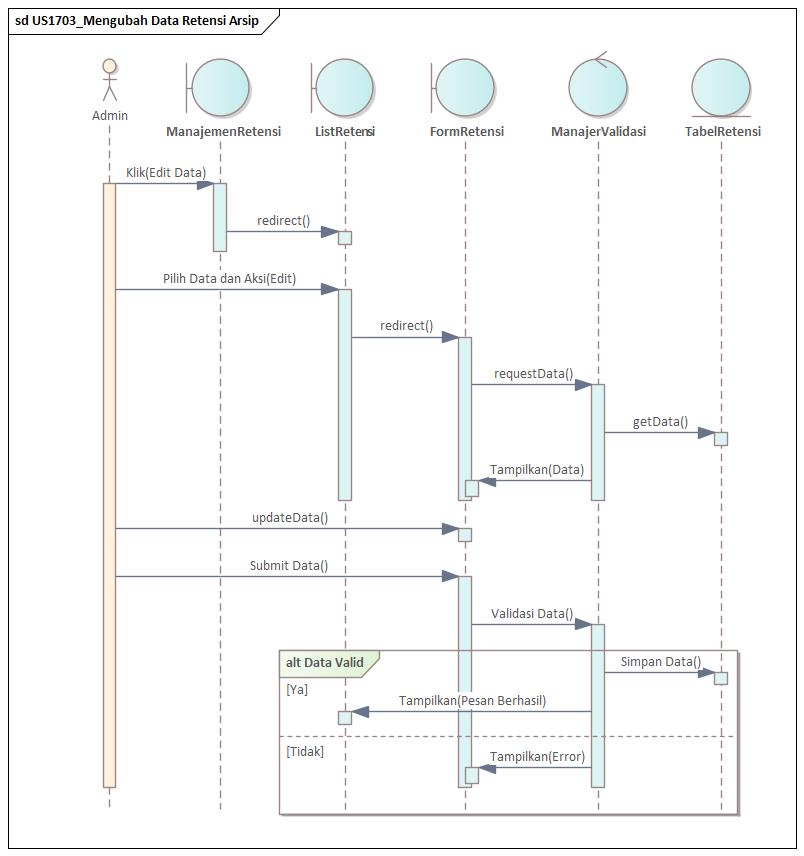 sd US1703_Mengubah Data Retensi Arsip
Admin
ManajemenRetensi
ListRetensi
FormRetensi
ManajerValidasi
TabelRetensi
Klik(Edit Data)
redirect()
Pilih Data dan Aksi(Edit)
redirect()
requestData()
getData()
Tampilkan(Data)
updateData()
Submit Data()
Validasi Data()
alt Data Valid
Simpan Data()
[Ya]
Tampilkan(Pesan Berhasil)
[Tidak]
Tampilkan(Error)